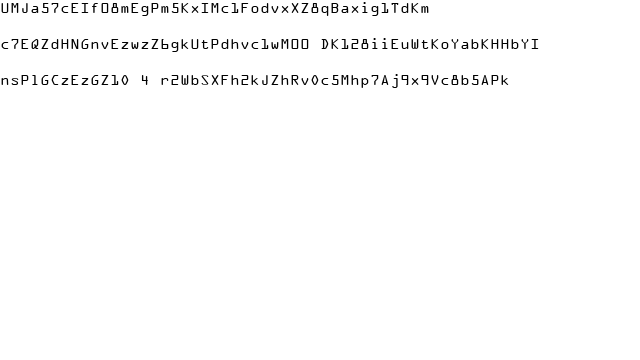 UMJa57cEIfO8mEgPm5KxIMc1FodvxXZ8qBaxig1TdKm
c7EQZdHNGnvEzwzZ6gkUtPdhvc1wMOO DK128iiEuWtKoYabKHHbYI
nsPlGCzEzGZ10 4 r2WbSXFh2kJZhRv0c5Mhp7Aj9x9Vc8b5APk